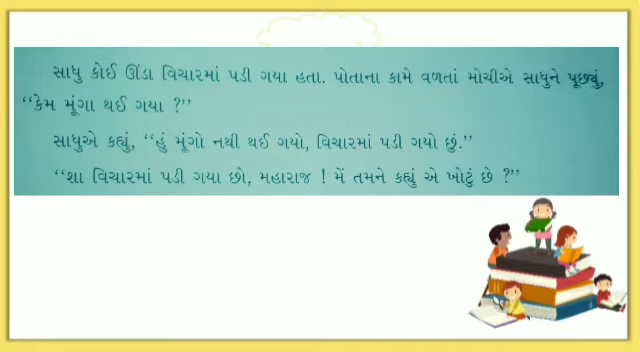 સાધુ કોઈ ઊંડા વિચારમાં પડી ગયા હતા. પોતાના કામે વળતાં મોચીએ સાધુને પૂછ્યું,
“કેમ મૂંગા થઈ ગયા ?”
સાધુએ કહ્યું, “હું મૂંગો નથી થઈ ગયો, વિચારમાં પડી ગયો છું.”
“શા વિચારમાં પડી ગયા છો, મહારાજ ! મેં તમને કહ્યું એ ખોટું છે ?”